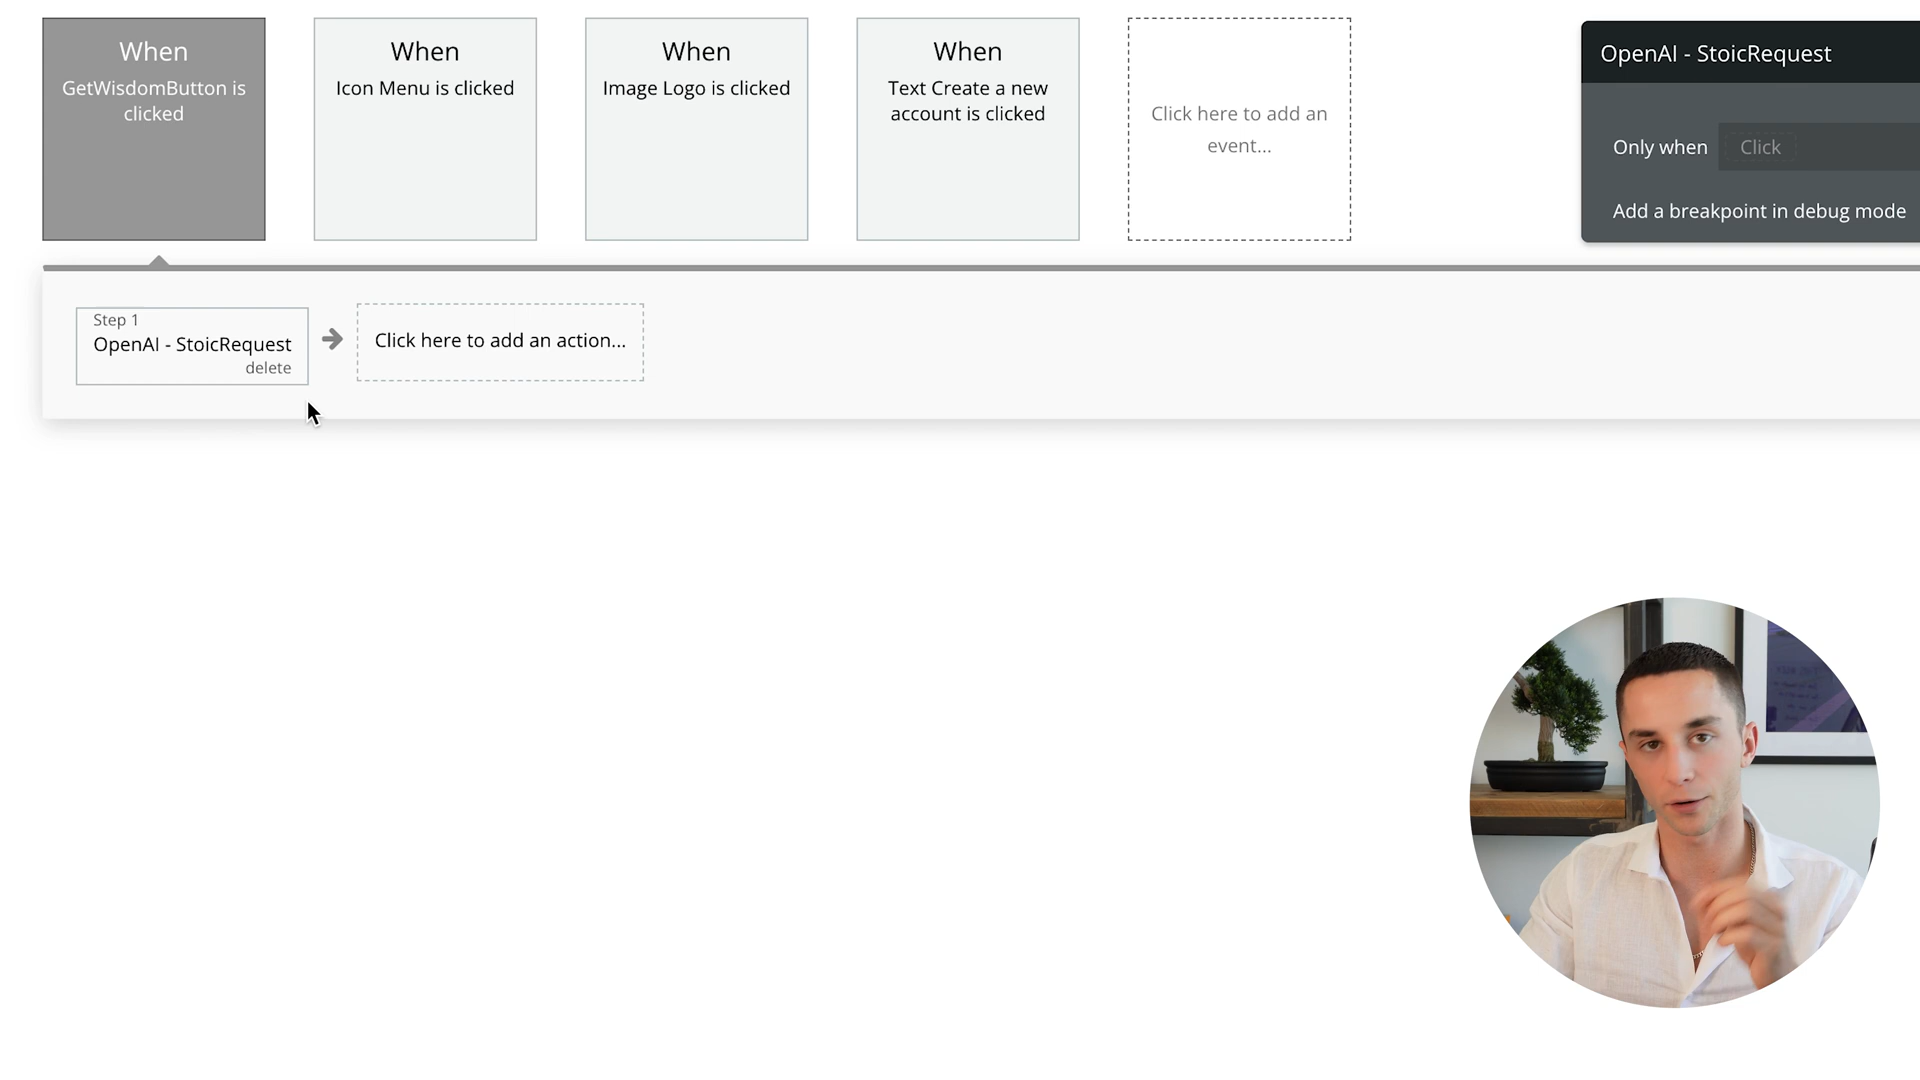 When
GetWisdomButton is
clicked
When
Icon Menu is clicked
When
Image Logo is clicked
When
Text Create a new
account is clicked
Click here to add an
event...
OpenAI - StoicRequest
Only when Click
Add a breakpoint in debug mode
Step 1
OpenAI - StoicRequest
delete
Click here to add an action...